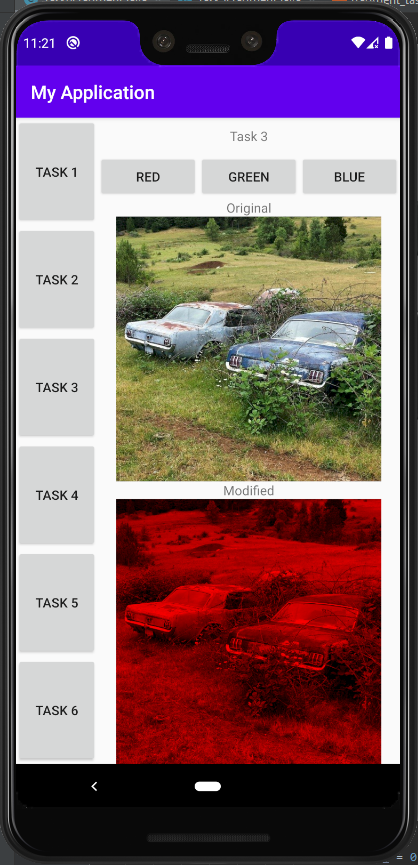 11:21
My Application
TASK 1
TASK 2
TASK 3
TASK 4
TASK 5
TASK 6
Task 3
RED GREEN BLUE
Original
Modified